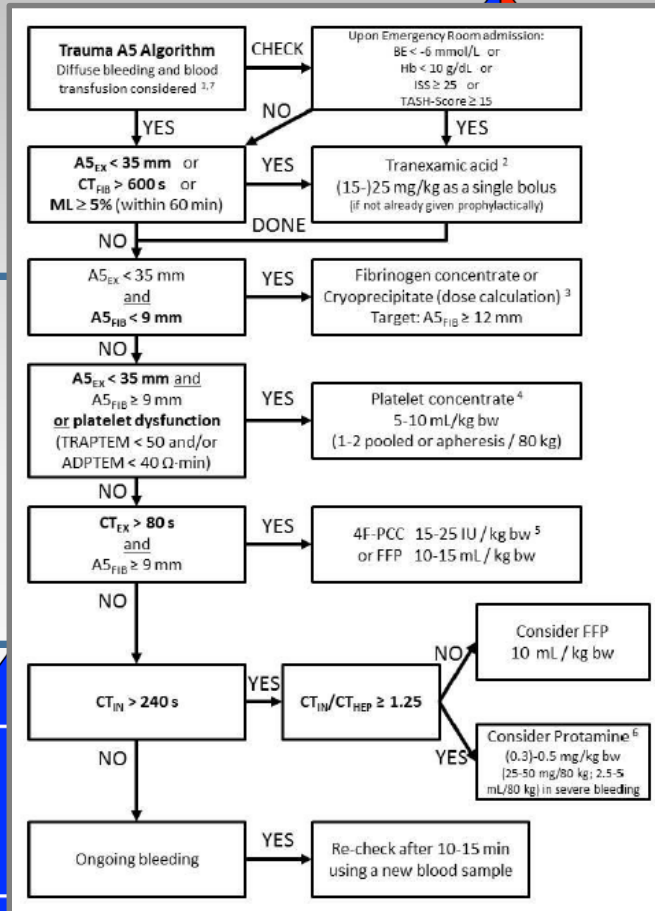 Trauma A5 Algorithm
Diffuse bleeding and blood
transfusion considered 1,7
CHECK
Upon Emergency Room admission:
BE < -6 mmol/L or
Hb < 10 g/dL or
ISS ≥ 25 or
TASH-Score ≥ 15
YES
NO
YES
A5EX < 35 mm or
CTFIB > 600 s or
ML ≥ 5% (within 60 min)
YES
Tranexamic acid 2
(15-)25 mg/kg as a single bolus
(if not already given prophylactically)
NO
DONE
A5EX < 35 mm
and
A5FIB < 9 mm
YES
Fibrinogen concentrate or
Cryoprecipitate (dose calculation) 3
Target: A5FIB ≥ 12 mm
NO
A5EX < 35 mm and
A5FIB ≥ 9 mm
or platelet dysfunction
(TRAPTEM < 50 and/or
ADPTEM < 40 Ω·min)
YES
Platelet concentrate 4
5-10 mL/kg bw
(1-2 pooled or apheresis / 80 kg)
NO
CTEX > 80 s
and
A5FIB ≥ 9 mm
YES
4F-PCC 15-25 IU / kg bw 5
or FFP 10-15 mL / kg bw
NO
CTIN > 240 s
YES
CTIN/CTHEP ≥ 1.25
NO
Consider FFP
10 mL / kg bw
YES
Consider Protamine 6
(0.3)-0.5 mg/kg bw
(25-50 mg/80 kg; 2.5-5
mL/80 kg) in severe bleeding
NO
Ongoing bleeding
YES
Re-check after 10-15 min
using a new blood sample